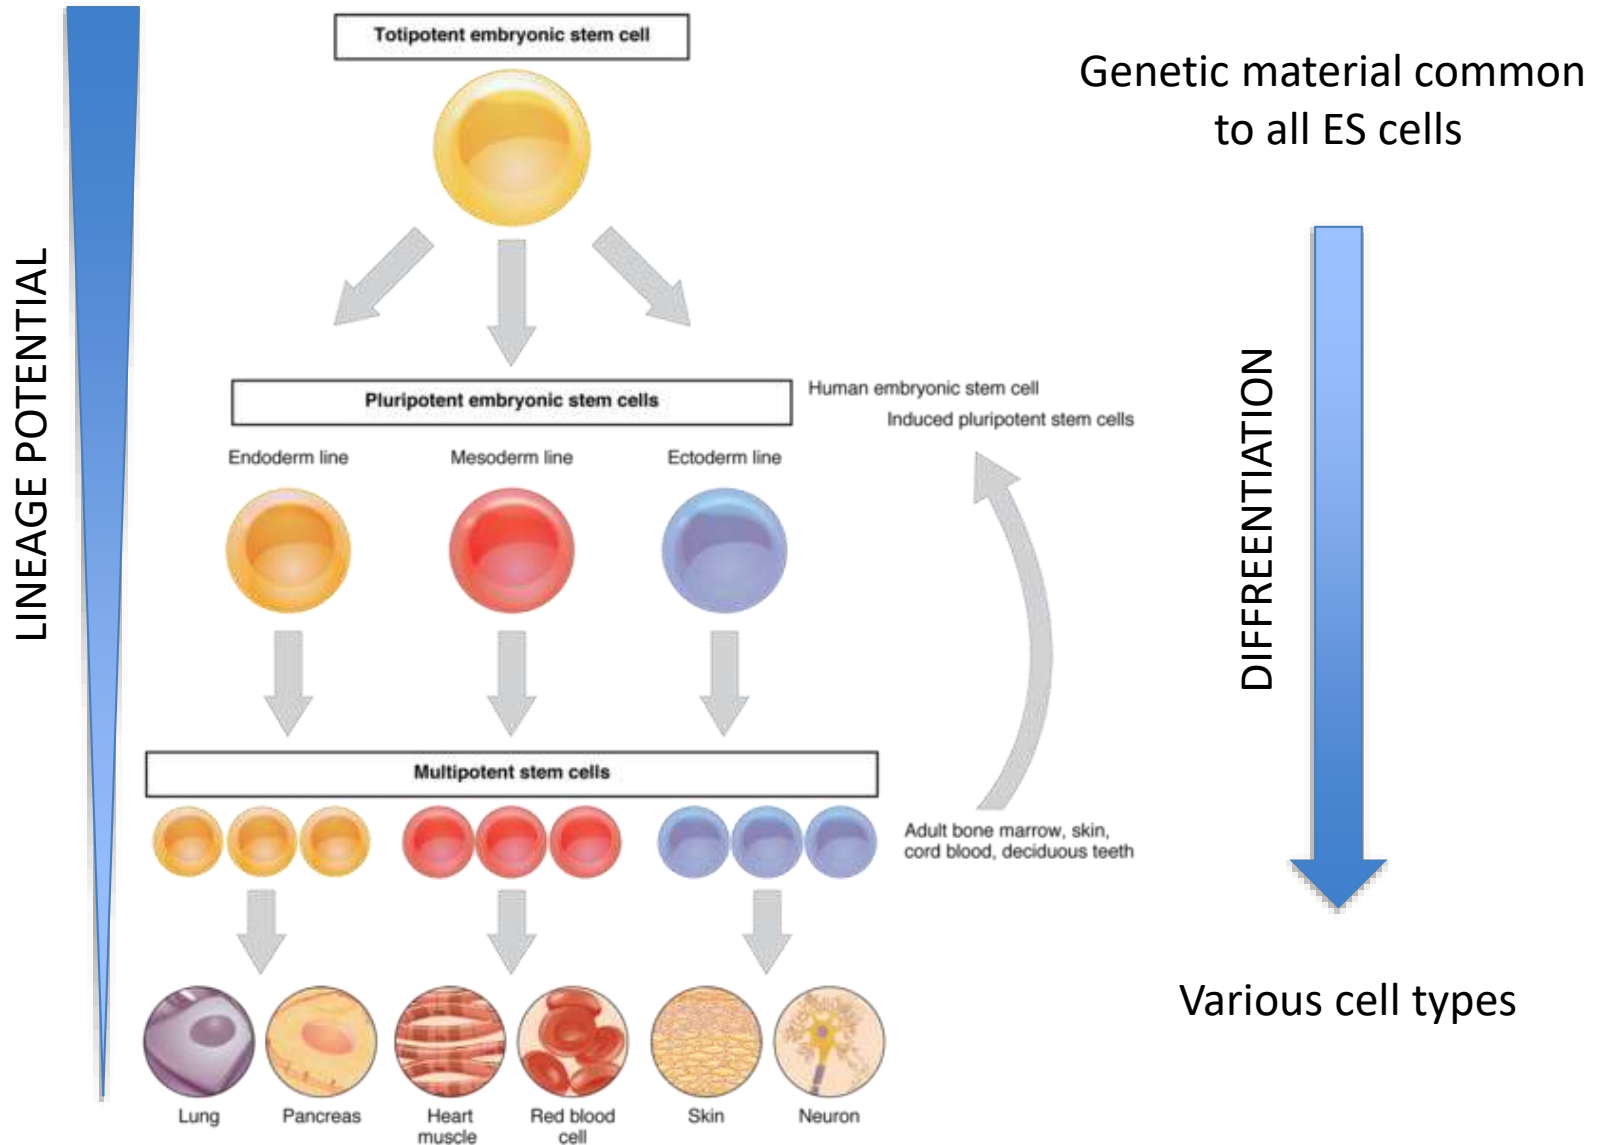 Totipotent embryonic stem cell
Genetic material common
to all ES cells
LINEAGE POTENTIAL
Pluripotent embryonic stem cells
Human embryonic stem cell
Induced pluripotent stem cells
Endoderm line
Mesoderm line
Ectoderm line
DIFFREENTIATION
Multipotent stem cells
Adult bone marrow, skin,
cord blood, deciduous teeth
Various cell types
Lung
Pancreas
Heart
muscle
Red blood
cell
Skin
Neuron